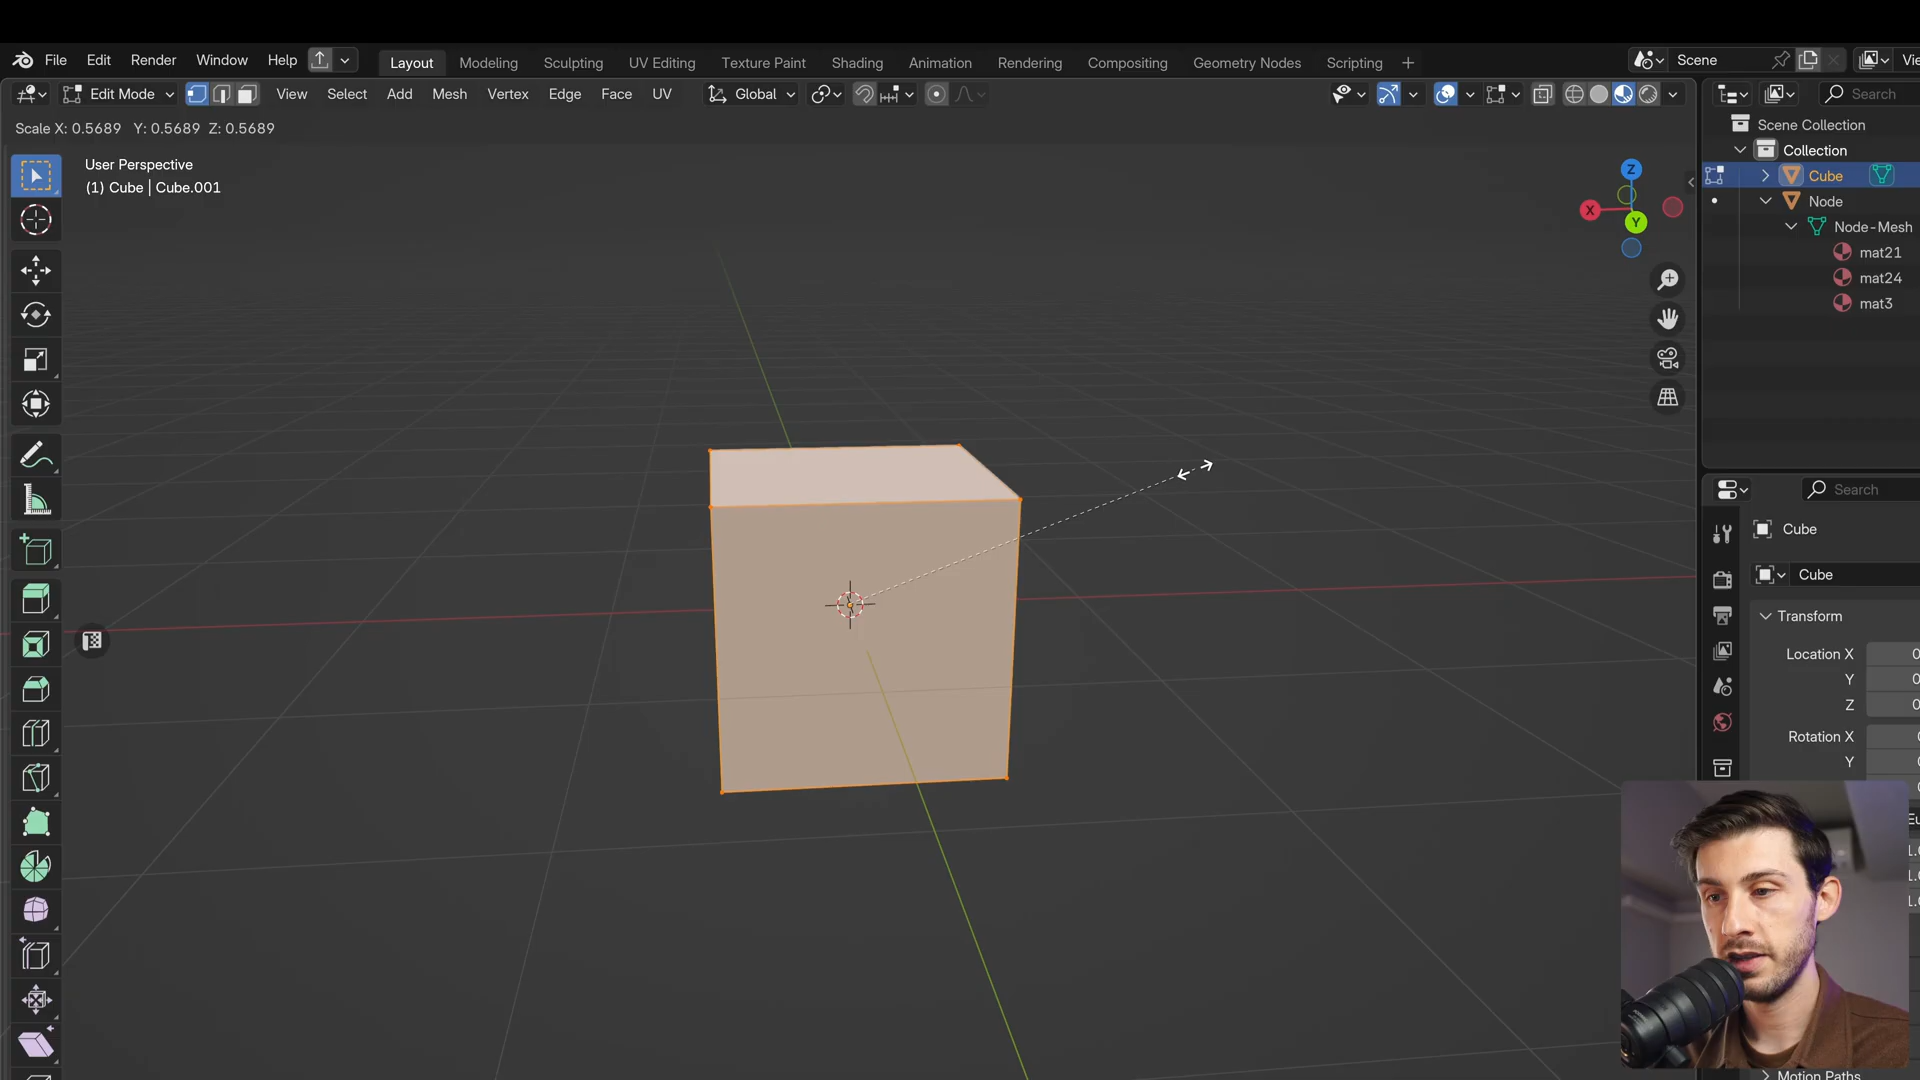 File Edit Render Window Help
Layout Modeling Sculpting UV Editing Texture Paint Shading Animation Rendering Compositing Geometry Nodes Scripting
Scene
Edit Mode View Select Add Mesh Vertex Edge Face UV Global
Search
Scale X: 0.5689 Y: 0.5689 Z: 0.5689
User Perspective
(1) Cube | Cube.001
Z
X
Y
Scene Collection
Collection
Cube
Node
Node-Mesh
mat21
mat24
mat3
Search
Cube
Cube
Transform
Location X 0
Y 0
Z 0
Rotation X
Y
Motion Paths